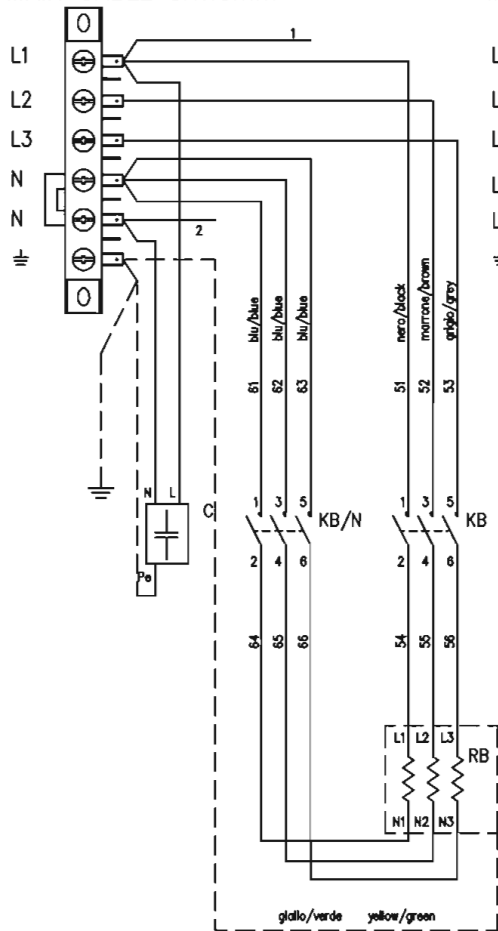 1
L1 L
L2 L
L3 L
N L
N L
2
blu/blue blu/blue blu/blue nero/black marrone/brown grigio/grey
61 62 63 51 52 53
N L
C
1 3 5 KB/N 1 3 5 KB
2 4 6 2 4 6
Pe
64 65 66 54 55 56
L1 L2 L3
RB
N1 N2 N3
giallo/verde yellow/green